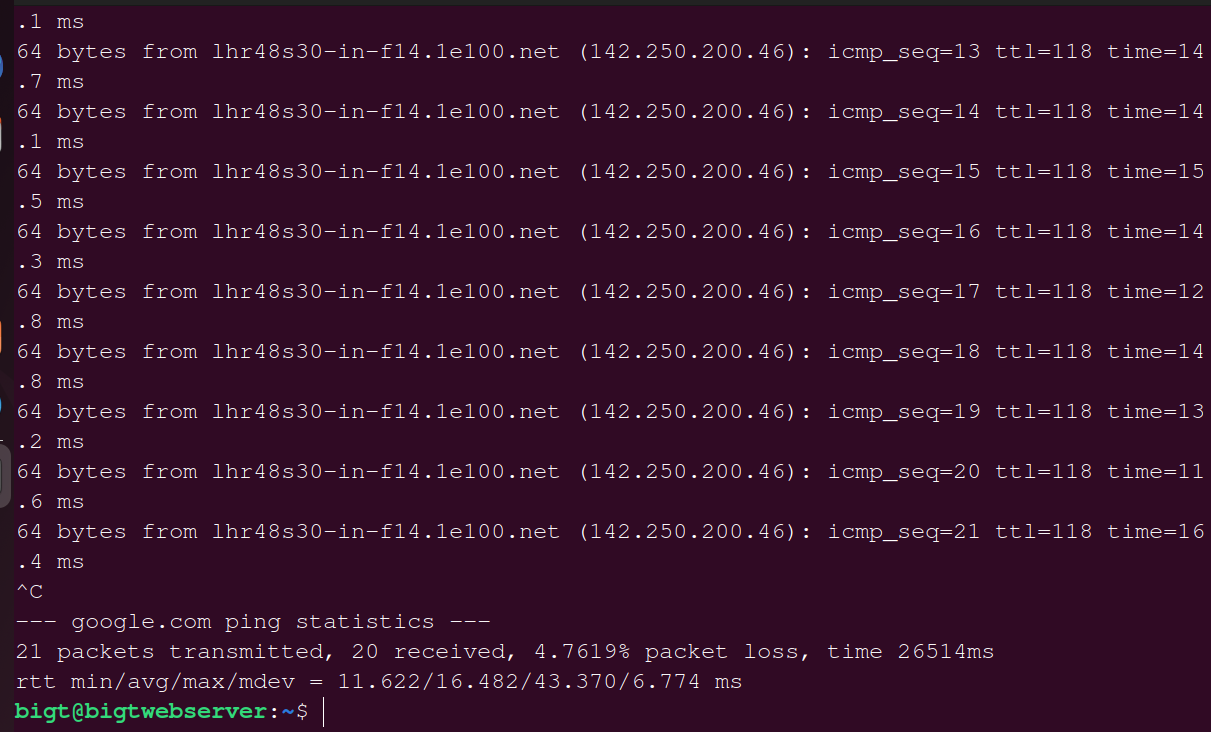 .1 ms
64 bytes from lhr48s30-in-f14.1e100.net (142.250.200.46): icmp_seq=13 ttl=118 time=14
.7 ms
64 bytes from lhr48s30-in-f14.1e100.net (142.250.200.46): icmp_seq=14 ttl=118 time=14
.1 ms
64 bytes from lhr48s30-in-f14.1e100.net (142.250.200.46): icmp_seq=15 ttl=118 time=15
.5 ms
64 bytes from lhr48s30-in-f14.1e100.net (142.250.200.46): icmp_seq=16 ttl=118 time=14
.3 ms
64 bytes from lhr48s30-in-f14.1e100.net (142.250.200.46): icmp_seq=17 ttl=118 time=12
.8 ms
64 bytes from lhr48s30-in-f14.1e100.net (142.250.200.46): icmp_seq=18 ttl=118 time=14
.8 ms
64 bytes from lhr48s30-in-f14.1e100.net (142.250.200.46): icmp_seq=19 ttl=118 time=13
.2 ms
64 bytes from lhr48s30-in-f14.1e100.net (142.250.200.46): icmp_seq=20 ttl=118 time=11
.6 ms
64 bytes from lhr48s30-in-f14.1e100.net (142.250.200.46): icmp_seq=21 ttl=118 time=16
.4 ms
^C
--- google.com ping statistics ---
21 packets transmitted, 20 received, 4.7619% packet loss, time 26514ms
rtt min/avg/max/mdev = 11.622/16.482/43.370/6.774 ms
bigt@bigtwebserver:~$